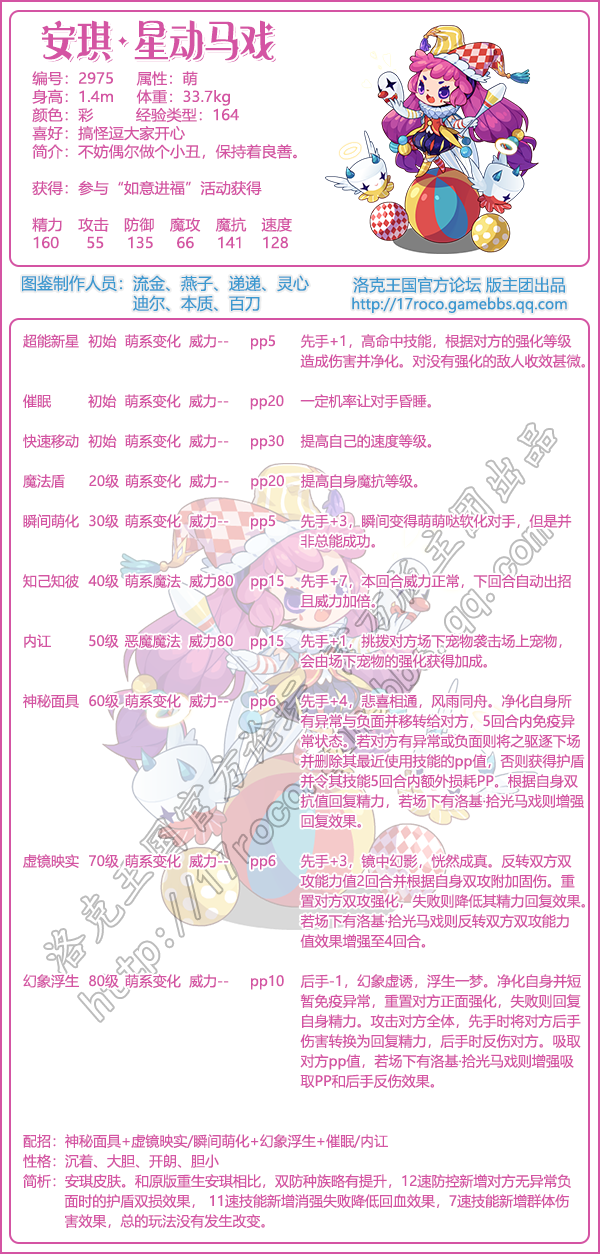 安琪·星动马戏
编号：2975 属性：萌
身高：1.4m 体重：33.7kg
颜色：彩 经验类型：164
喜好：搞怪逗大家开心
简介：不妨偶尔做个小丑，保持着良善。
获得：参与“如意进福”活动获得
精力 攻击 防御 魔攻 魔抗 速度
160 55 135 66 141 128
图鉴制作人员：流金、燕子、递递、灵心
迪尔、本质、百刀
洛克王国官方论坛 版主团出品
http://17roco.gamebbs.qq.com
超能新星 初始 萌系变化 威力-- pp5 先手+1，高命中技能，根据对方的强化等级
造成伤害并净化。对没有强化的敌人收效甚微。
催眠 初始 萌系变化 威力-- pp20 一定机率让对手昏睡。
快速移动 初始 萌系变化 威力-- pp30 提高自己的速度等级。
魔法盾 20级 萌系变化 威力-- pp20 提高自身魔抗等级。
瞬间萌化 30级 萌系变化 威力-- pp5 先手+3，瞬间变得萌萌哒软化对手，但是并
非总能成功。
知己知彼 40级 萌系魔法 威力80 pp15 先手+7，本回合威力正常，下回合自动出招
且威力加倍。
内讧 50级 恶魔魔法 威力80 pp15 先手+1，挑拨对方场下宠物袭击场上宠物，
会由场下宠物的强化获得加成。
神秘面具 60级 萌系变化 威力-- pp6 先手+4，悲喜相通，风雨同舟。净化自身所
有异常与负面并移转给对方，5回合内免疫异
常状态。若对方有异常或负面则将之驱逐下场
并删除其最近使用技能的pp值，否则获得护盾
并令其技能5回合内额外损耗PP。根据自身双
抗值回复精力，若场下有洛基·拾光马戏则增强
回复效果。
虚镜映实 70级 萌系变化 威力-- pp6 先手+3，镜中幻影，恍然成真。反转双方双
攻能力值2回合并根据自身双攻附加固伤。重
置对方双攻强化，失败则降低其精力回复效果。
若场下有洛基·拾光马戏则反转双方双攻能力
值效果增强至4回合。
幻象浮生 80级 萌系变化 威力-- pp10 后手-1，幻象虚诱，浮生一梦。净化自身并短
暂免疫异常，重置对方正面强化，失败则回复
自身精力。攻击对方全体，先手时将对方后手
伤害转换为回复精力，后手时反伤对方。吸取
对方pp值，若场下有洛基·拾光马戏则增强吸
取PP和后手反伤效果。
洛克王国官方论坛版主团出品
http://17roco.gamebbs.qq.com
配招：神秘面具+虚镜映实/瞬间萌化+幻象浮生+催眠/内讧
性格：沉着、大胆、开朗、胆小
简析：安琪皮肤。和原版重生安琪相比，双防种族略有提升，12速防控新增对方无异常负
面时的护盾双损效果， 11速技能新增消强失败降低回血效果，7速技能新增群体伤
害效果，总的玩法没有发生改变。